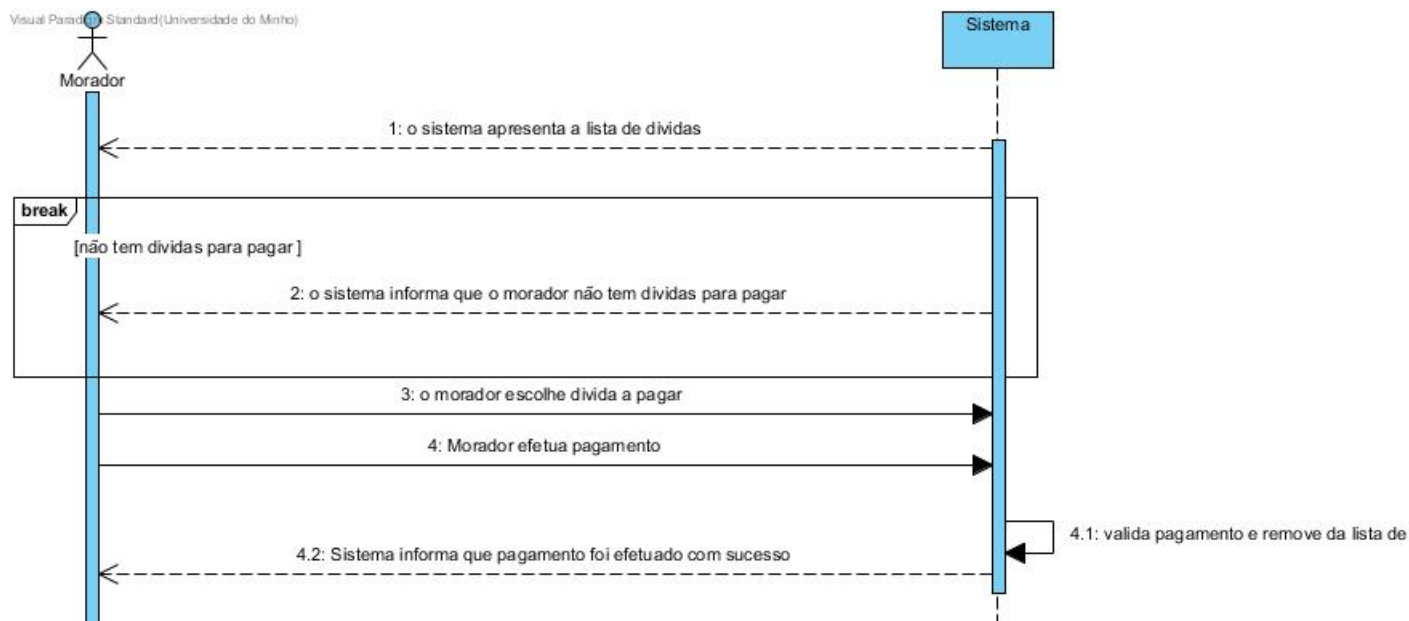 Visual Paradigm Standard(Universidade do Minho)
Sistema
Morador
1: o sistema apresenta a lista de dividas
break
[não tem dividas para pagar ]
2: o sistema informa que o morador não tem dividas para pagar
3: o morador escolhe divida a pagar
4: Morador efetua pagamento
4.1: valida pagamento e remove da lista de
4.2: Sistema informa que pagamento foi efetuado com sucesso